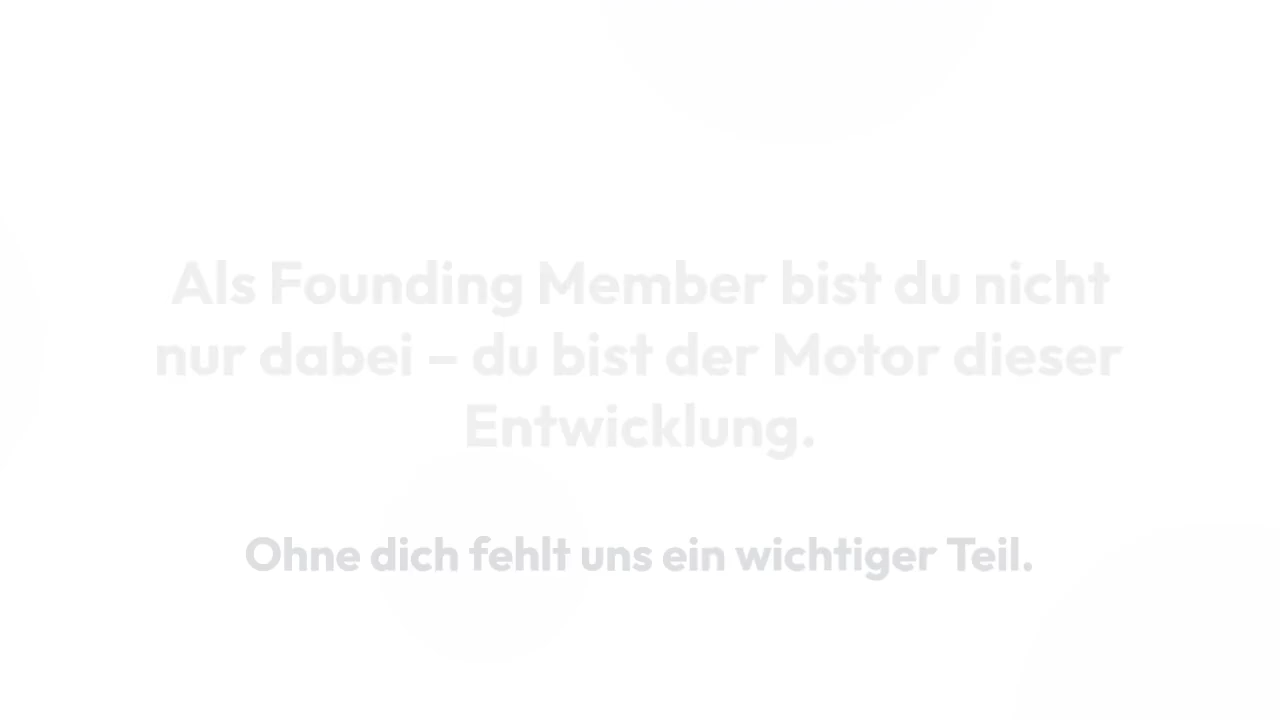 Als Founding Member bist du nicht
nur dabei – du bist der Motor dieser
Entwicklung.
Ohne dich fehlt uns ein wichtiger Teil.